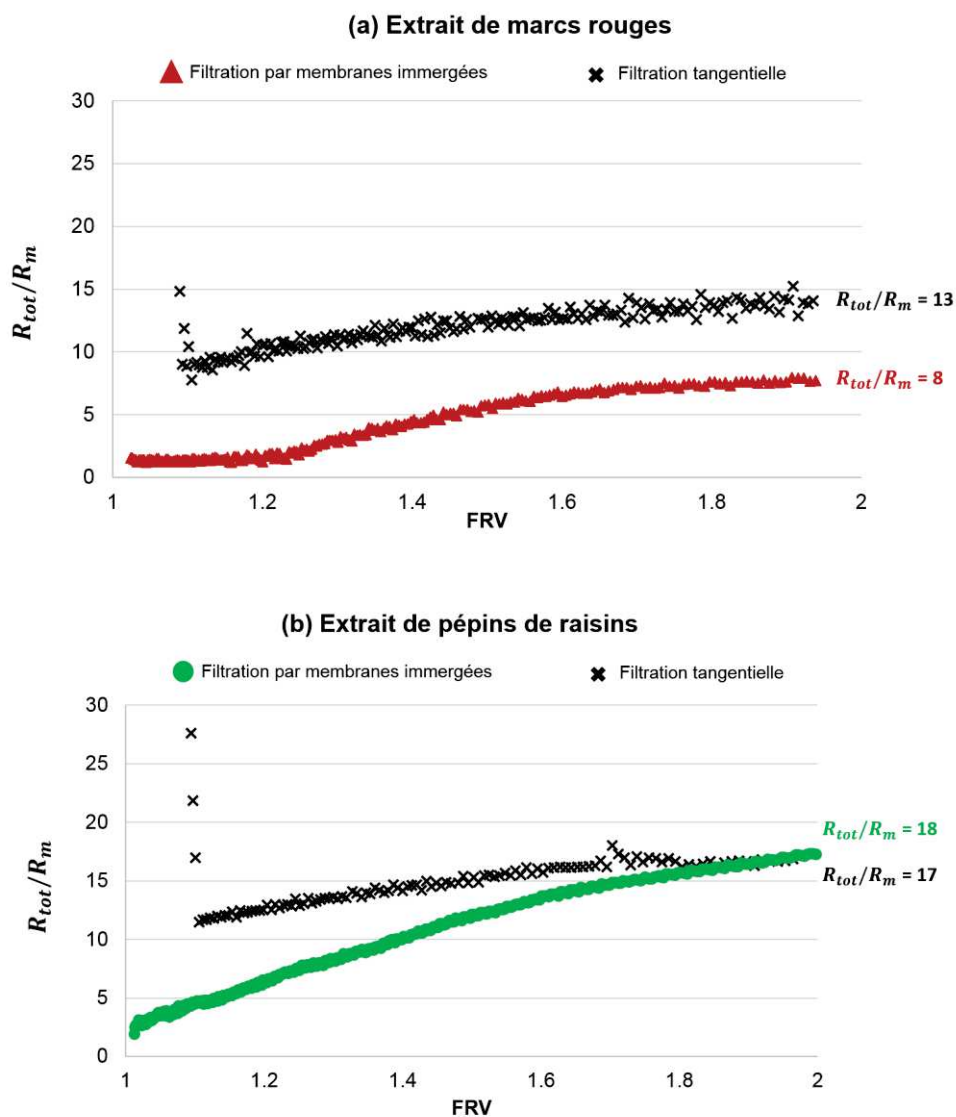 (a) Extrait de marcs rouges
Filtration par membranes immergées Filtration tangentielle
30
25
20
15
10
5
0
R_tot/R_m
R_tot/R_m = 13
R_tot/R_m = 8
1 1.2 1.4 1.6 1.8 2
FRV
(b) Extrait de pépins de raisins
Filtration par membranes immergées Filtration tangentielle
30
25
20
15
10
5
0
R_tot/R_m
R_tot/R_m = 18
R_tot/R_m = 17
1 1.2 1.4 1.6 1.8 2
FRV